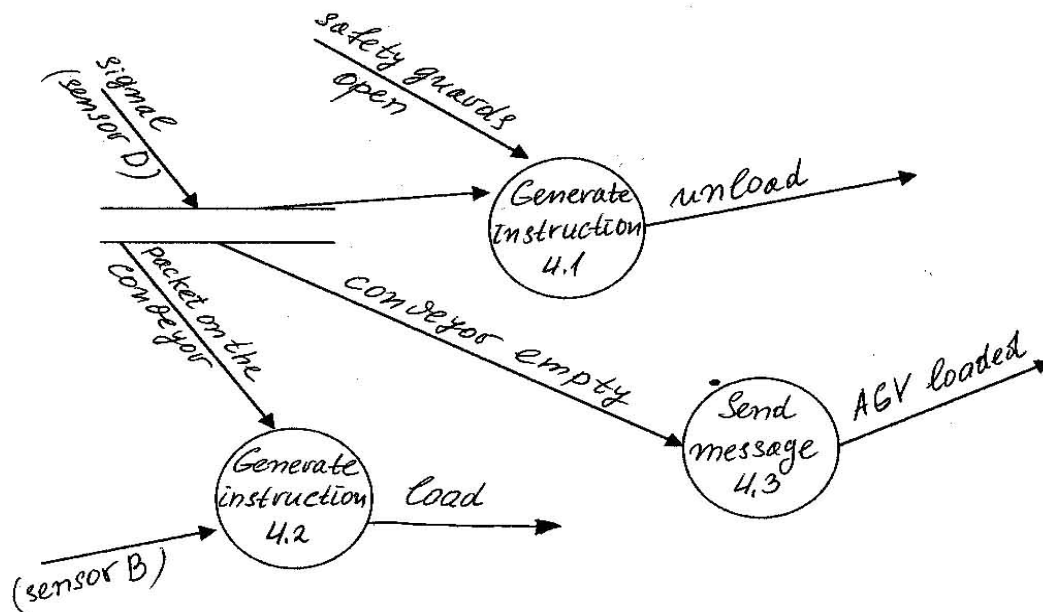 signal
(sensor D)
safety guards
open
Generate
Instruction
4.1
unload
packet on the
conveyor
conveyor empty
Send
message
4.3
AGV loaded
Generate
instruction
4.2
load
(sensor B)